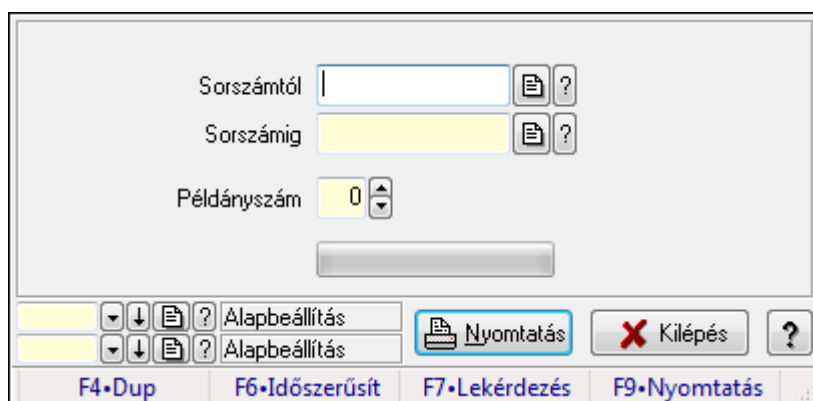 Sorszámtól ?
Sorszámig ?
Példányszám 0
? Alapbeállítás
? Alapbeállítás
Nyomtatás Kilépés ?
F4•Dup F6•Időszerűsít F7•Lekérdezés F9•Nyomtatás